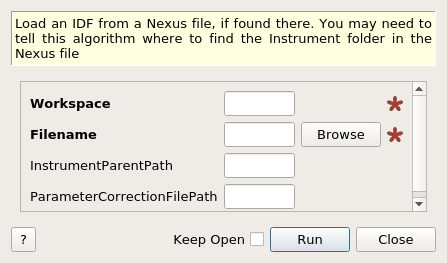 Load an IDF from a Nexus file, if found there. You may need to
tell this algorithm where to find the Instrument folder in the
Nexus file
Workspace
Filename
Browse
InstrumentParentPath
ParameterCorrectionFilePath
?
Keep Open
Run
Close